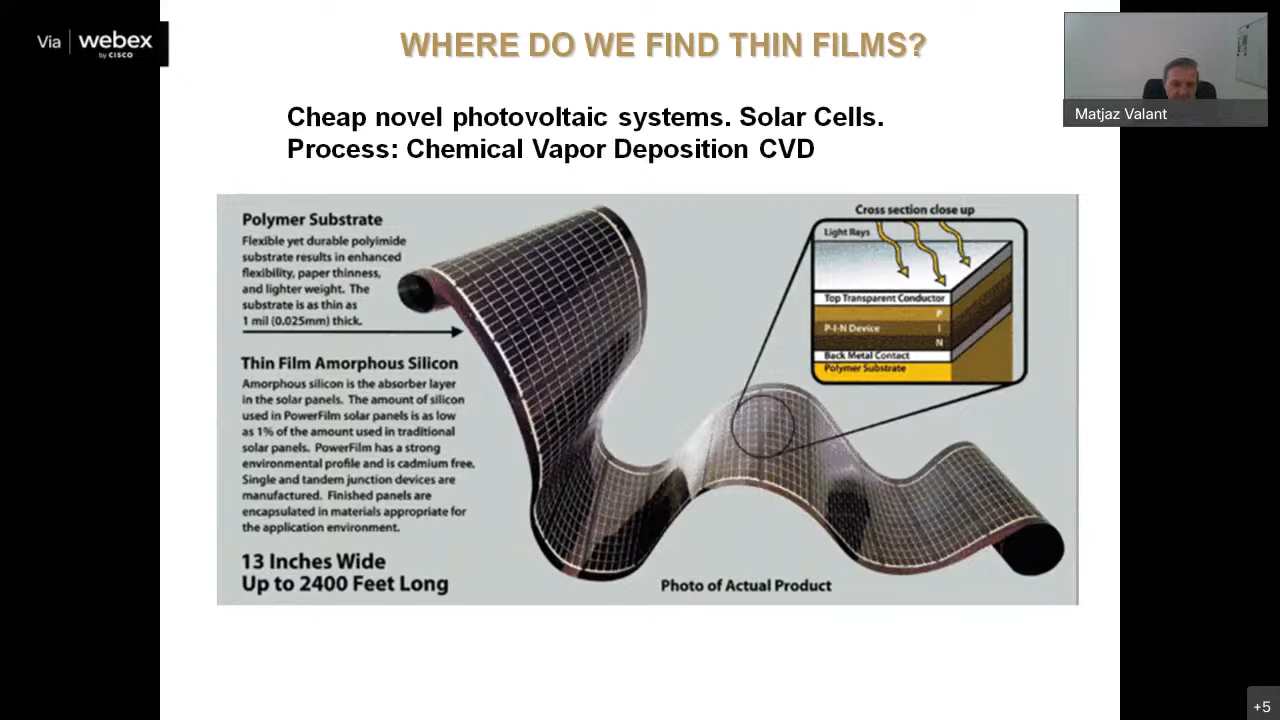 Via webex
by CISCO
WHERE DO WE FIND THIN FILMS?
Matjaz Valant
Cheap novel photovoltaic systems. Solar Cells.
Process: Chemical Vapor Deposition CVD
Polymer Substrate
Flexible yet durable polyimide
substrate results in enhanced
flexibility, paper thinness,
and lighter weight. The
substrate is as thin as
1 mil (0.025mm) thick.
Thin Film Amorphous Silicon
Amorphous silicon is the absorber layer
in the solar panels. The amount of silicon
used in PowerFilm solar panels is as low
as 1% of the amount used in traditional
solar panels. PowerFilm has a strong
environmental profile and is cadmium free.
Single and tandem junction devices are
manufactured. Finished panels are
encapsulated in materials appropriate for
the application environment.
13 Inches Wide
Up to 2400 Feet Long
Cross section close up
Light Rays
Top Transparent Conductor
P
P-I-N Device I
N
Back Metal Contact
Polymer Substrate
Photo of Actual Product
+5